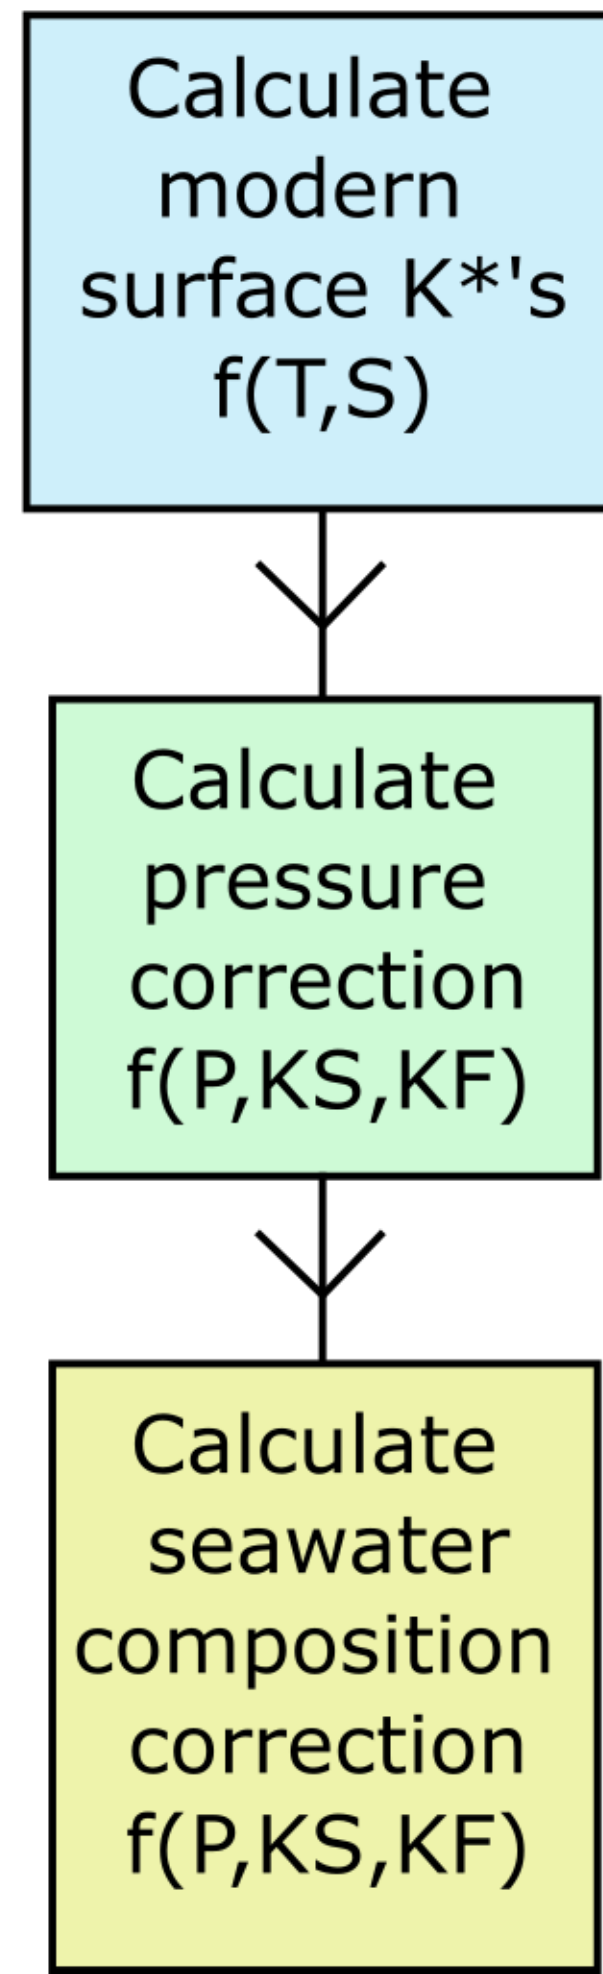 Calculate
modern
surface K*'s
f(T,S)
Calculate
pressure
correction
f(P,KS,KF)
Calculate
seawater
composition
correction
f(P,KS,KF)